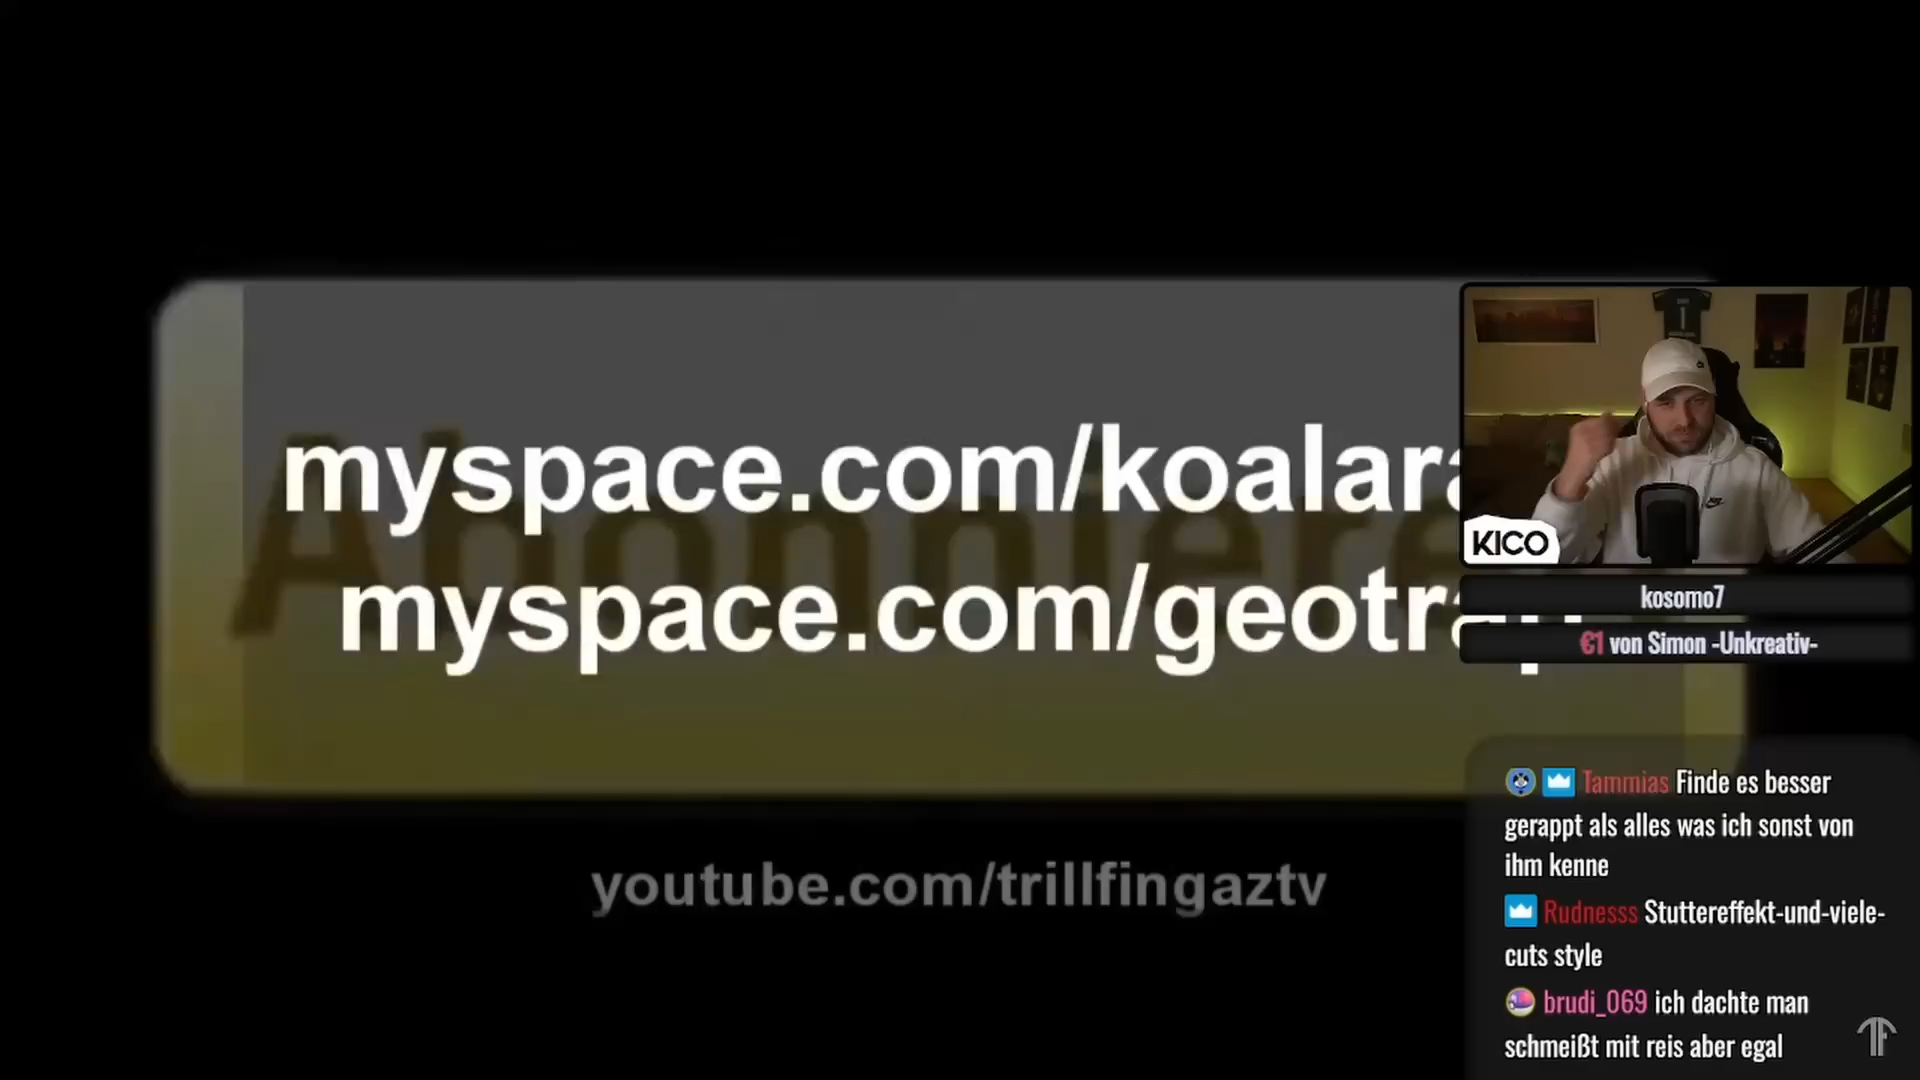 myspace.com/koalara
myspace.com/geotrap
Abonniere
youtube.com/trillfingaztv
KICO
kosomo7
€1 von Simon -Unkreativ-
Tammias Finde es besser
gerappt als alles was ich sonst von
ihm kenne
Rudnesss Stuttereffekt-und-viele-
cuts style
brudi_069 ich dachte man
schmeißt mit reis aber egal